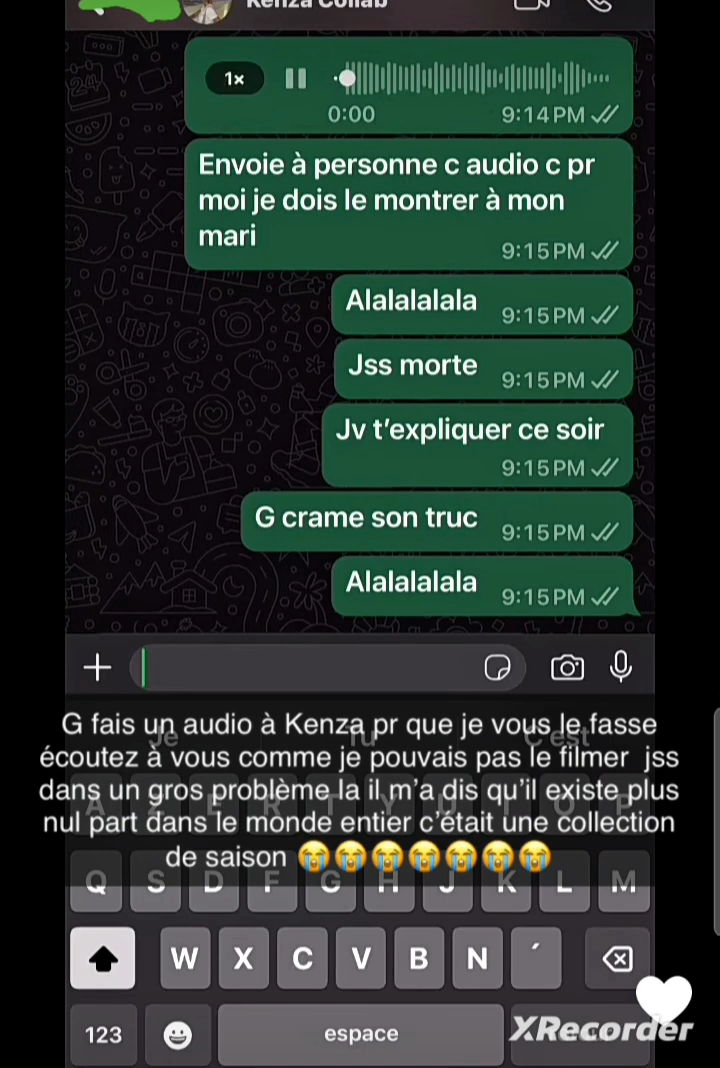 Kenza Collab
1x
0:00
9:14 PM
Envoie à personne c audio c pr
moi je dois le montrer à mon
mari
9:15 PM
Alalalalala
9:15 PM
Jss morte
9:15 PM
Jv t'expliquer ce soir
9:15 PM
G crame son truc
9:15 PM
Alalalalala
9:15 PM
Je
Tu
C'est
G fais un audio à Kenza pr que je vous le fasse
écoutez à vous comme je pouvais pas le filmer jss
dans un gros problème la il m'a dis qu'il existe plus
nul part dans le monde entier c'était une collection
de saison 😭😭😭😭😭😭😭
A Z E R T Y U I O P
Q S D F G H J K L M
W X C V B N ´
123
espace
XRecorder